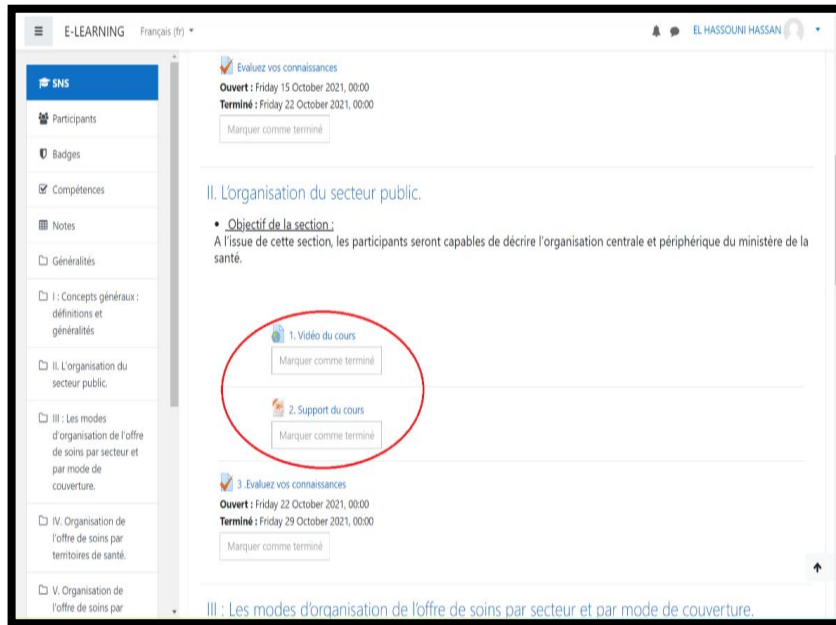 E-LEARNING Français (fr)
EL HASSOUNI HASSAN
SNS
Participants
Badges
Compétences
Notes
Généralités
I : Concepts généraux :
définitions et
généralités
II. L'organisation du
secteur public.
III : Les modes
d'organisation de l'offre
de soins par secteur et
par mode de
couverture.
IV. Organisation de
l'offre de soins par
territoires de santé.
V. Organisation de
l'offre de soins par
Evaluez vos connaissances
Ouvert : Friday 15 October 2021, 00:00
Terminé : Friday 22 October 2021, 00:00
Marquer comme terminé
II. L'organisation du secteur public.
• Objectif de la section :
A l'issue de cette section, les participants seront capables de décrire l'organisation centrale et périphérique du ministère de la
santé.
1. Vidéo du cours
Marquer comme terminé
2. Support du cours
Marquer comme terminé
3 .Evaluez vos connaissances
Ouvert : Friday 22 October 2021, 00:00
Terminé : Friday 29 October 2021, 00:00
Marquer comme terminé
III : Les modes d'organisation de l'offre de soins par secteur et par mode de couverture.